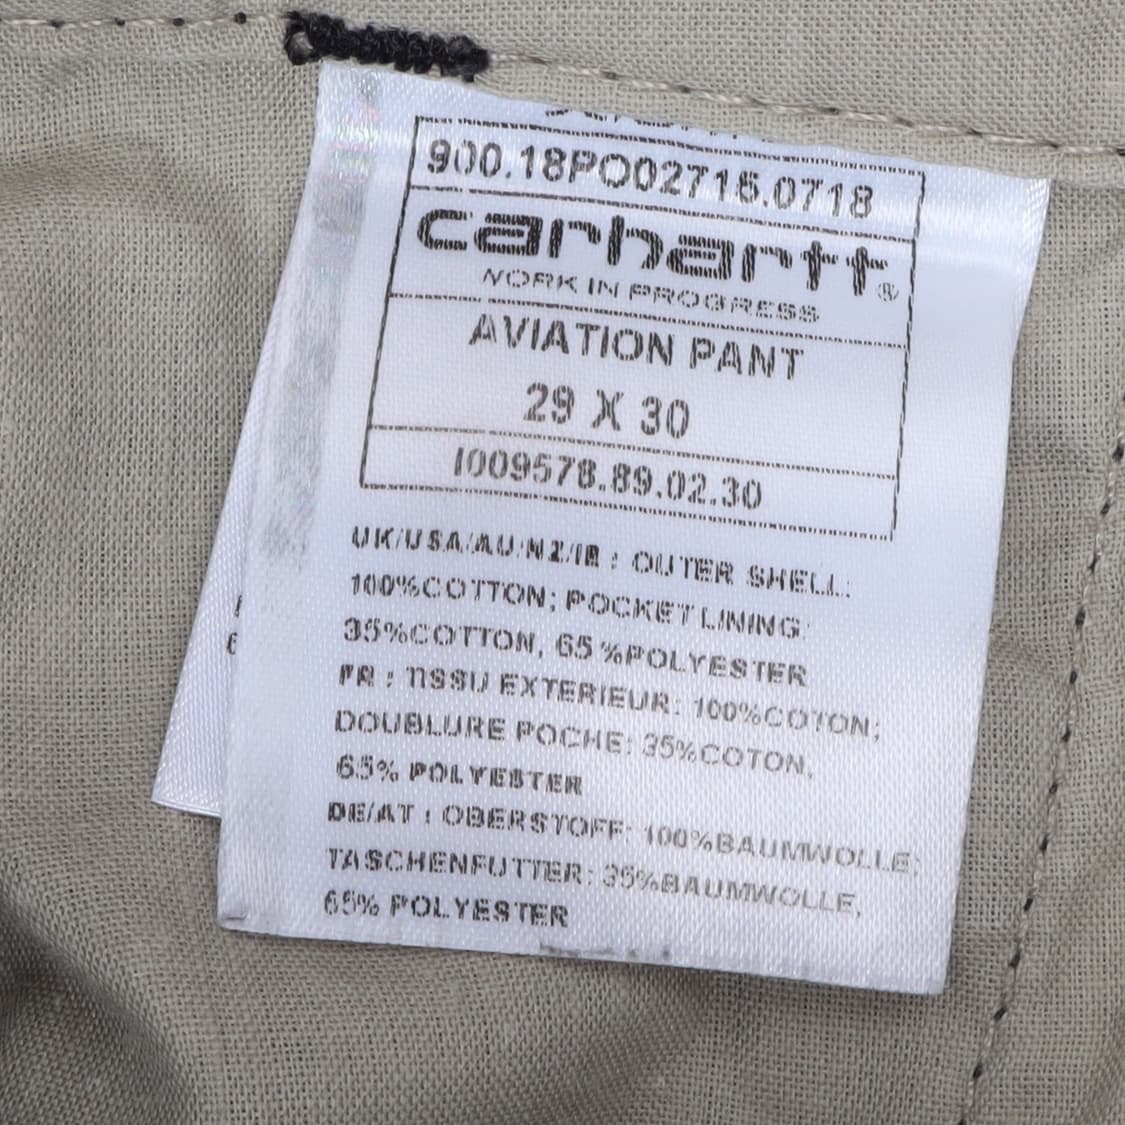 900.18PO02715.0718
carhartt®
WORK IN PROGRESS
AVIATION PANT
29 X 30
I009578.89.02.30
UK/USA/AU/NZ/IE : OUTER SHELL:
100%COTTON; POCKET LINING:
35%COTTON, 65 %POLYESTER
FR : TISSU EXTERIEUR: 100%COTON;
DOUBLURE POCHE: 35%COTON,
65% POLYESTER
DE/AT : OBERSTOFF: 100%BAUMWOLLE;
TASCHENFUTTER: 35%BAUMWOLLE,
65% POLYESTER